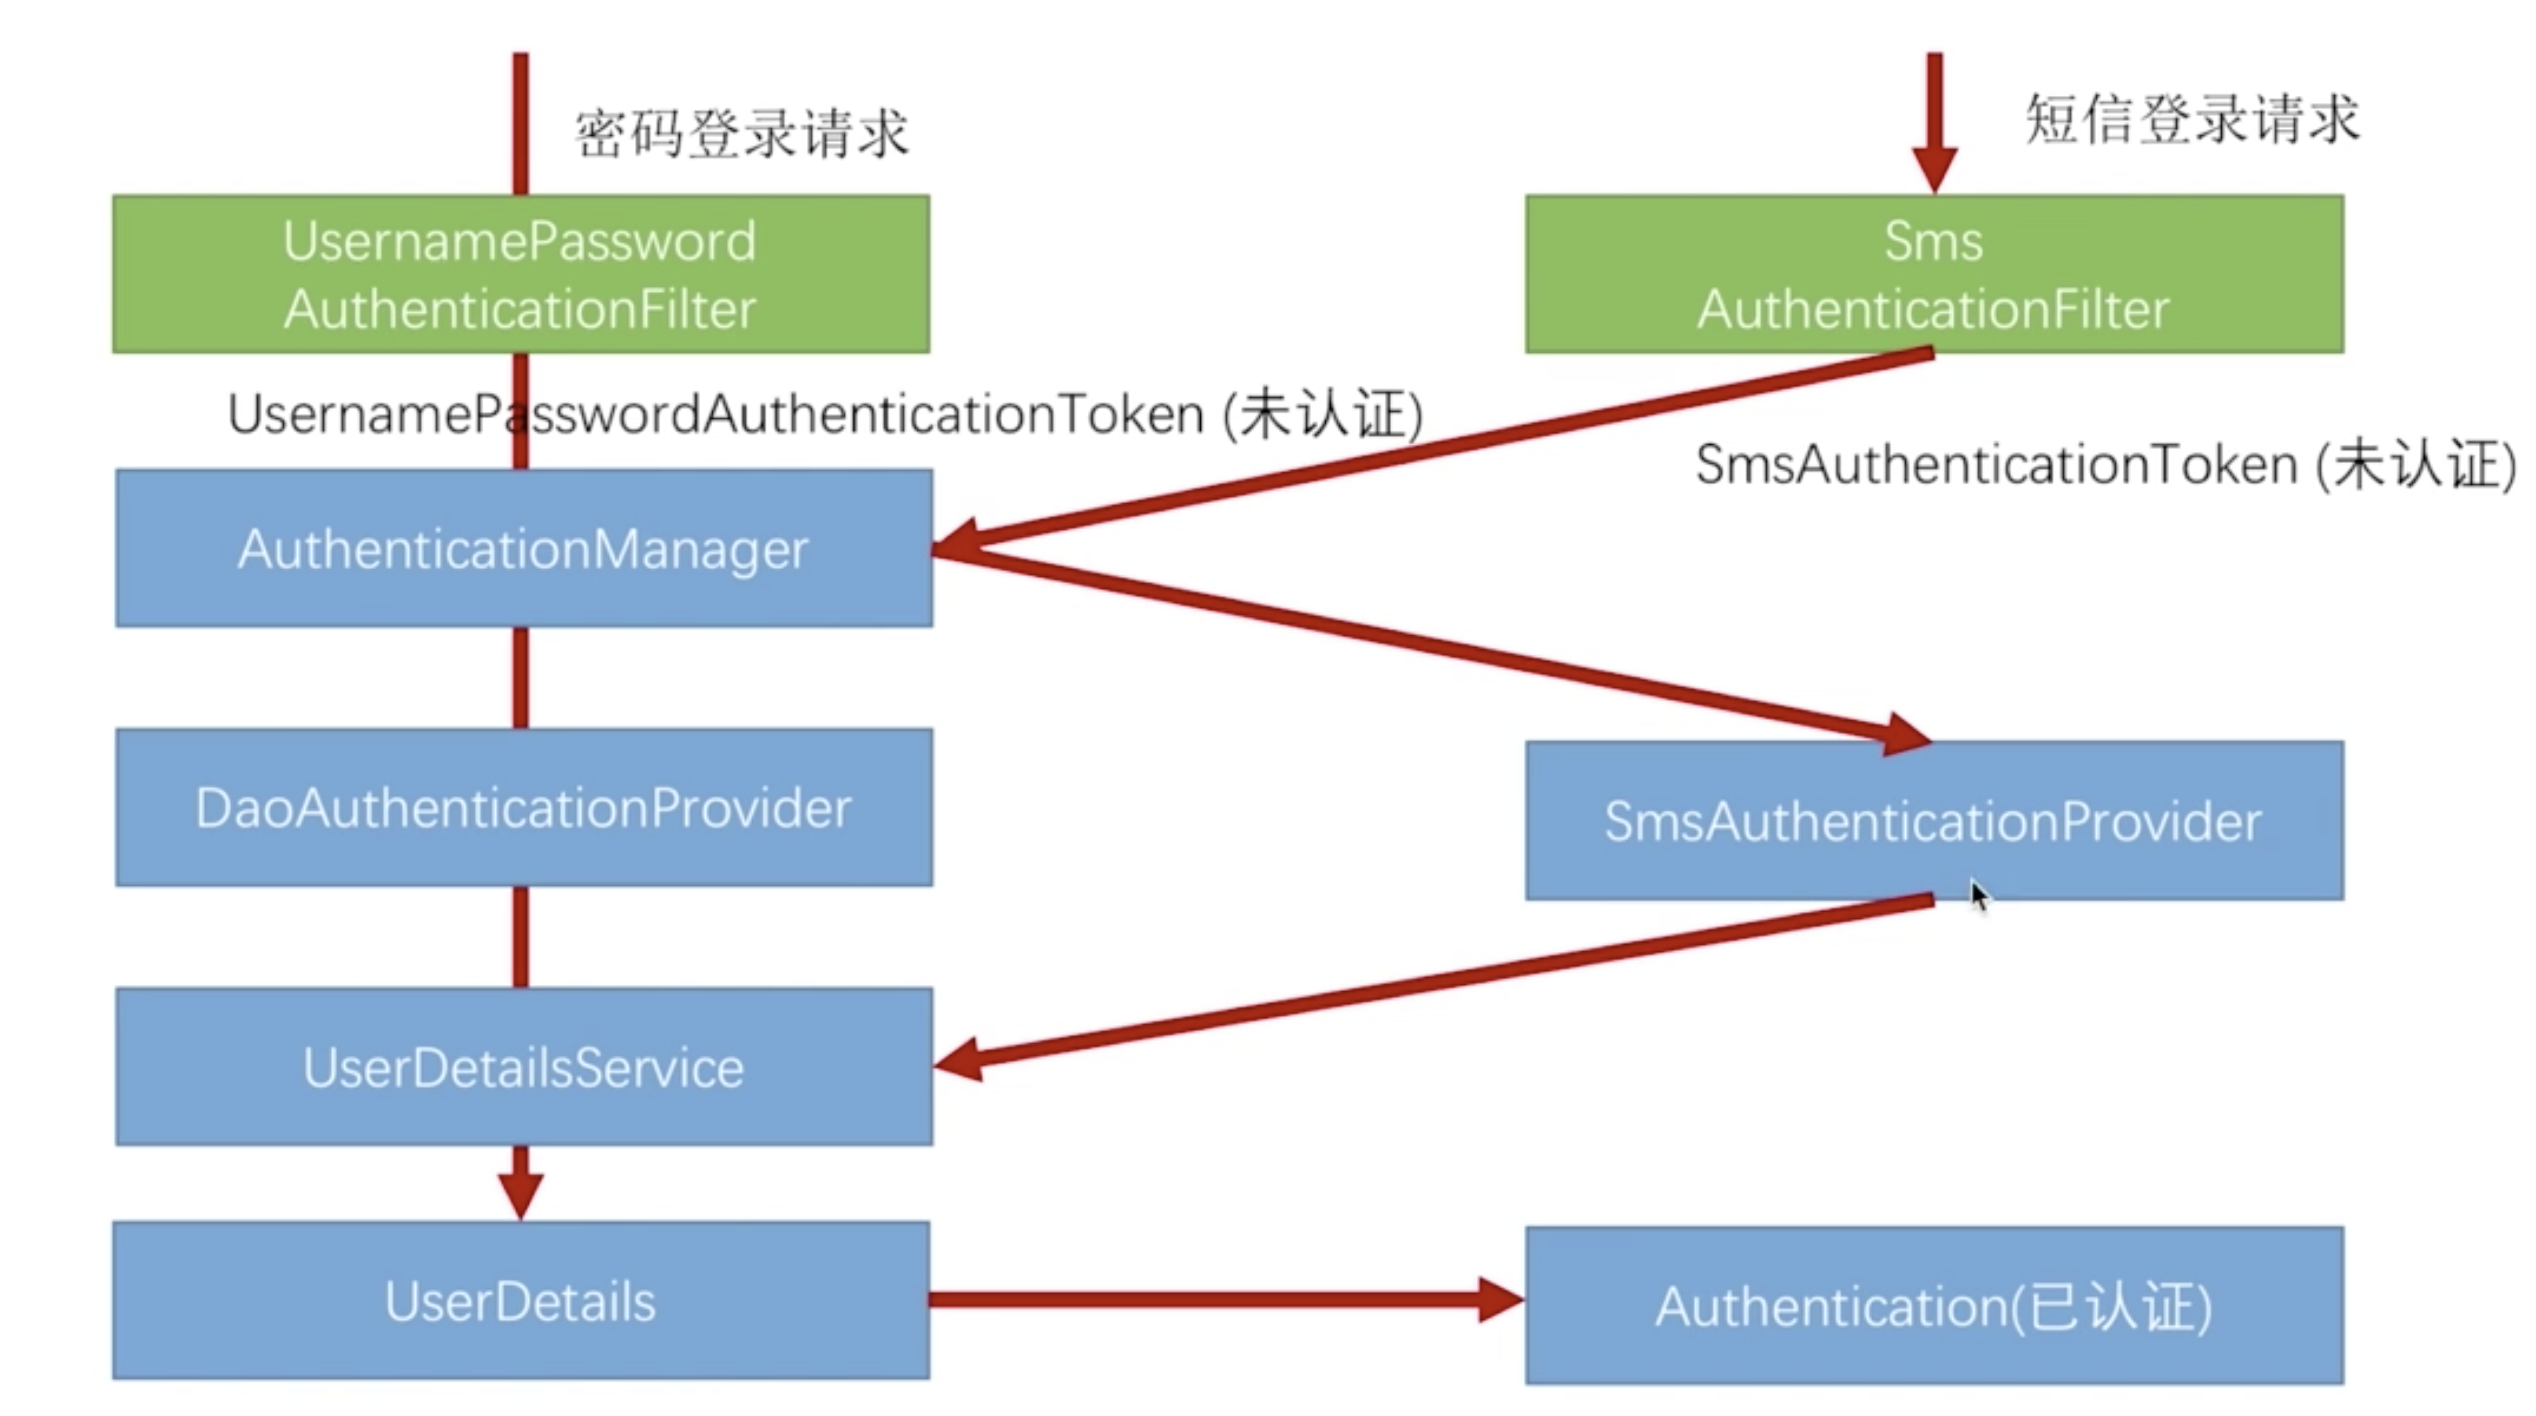 密码登录请求
短信登录请求
UsernamePassword
AuthenticationFilter
Sms
AuthenticationFilter
UsernamePasswordAuthenticationToken (未认证)
SmsAuthenticationToken (未认证)
AuthenticationManager
DaoAuthenticationProvider
SmsAuthenticationProvider
UserDetailsService
UserDetails
Authentication(已认证)